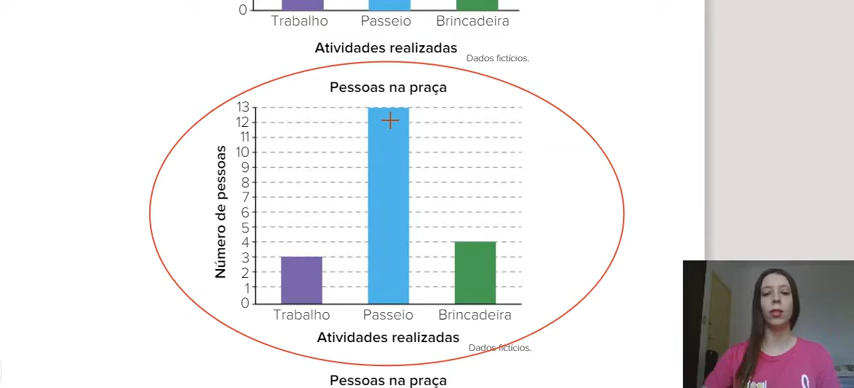 0
Trabalho Passeio Brincadeira
Atividades realizadas
Dados fictícios.
Pessoas na praça
Número de pessoas
13
12
11
10
9
8
7
6
5
4
3
2
1
0
Trabalho Passeio Brincadeira
Atividades realizadas
Dados fictícios.
Pessoas na praça